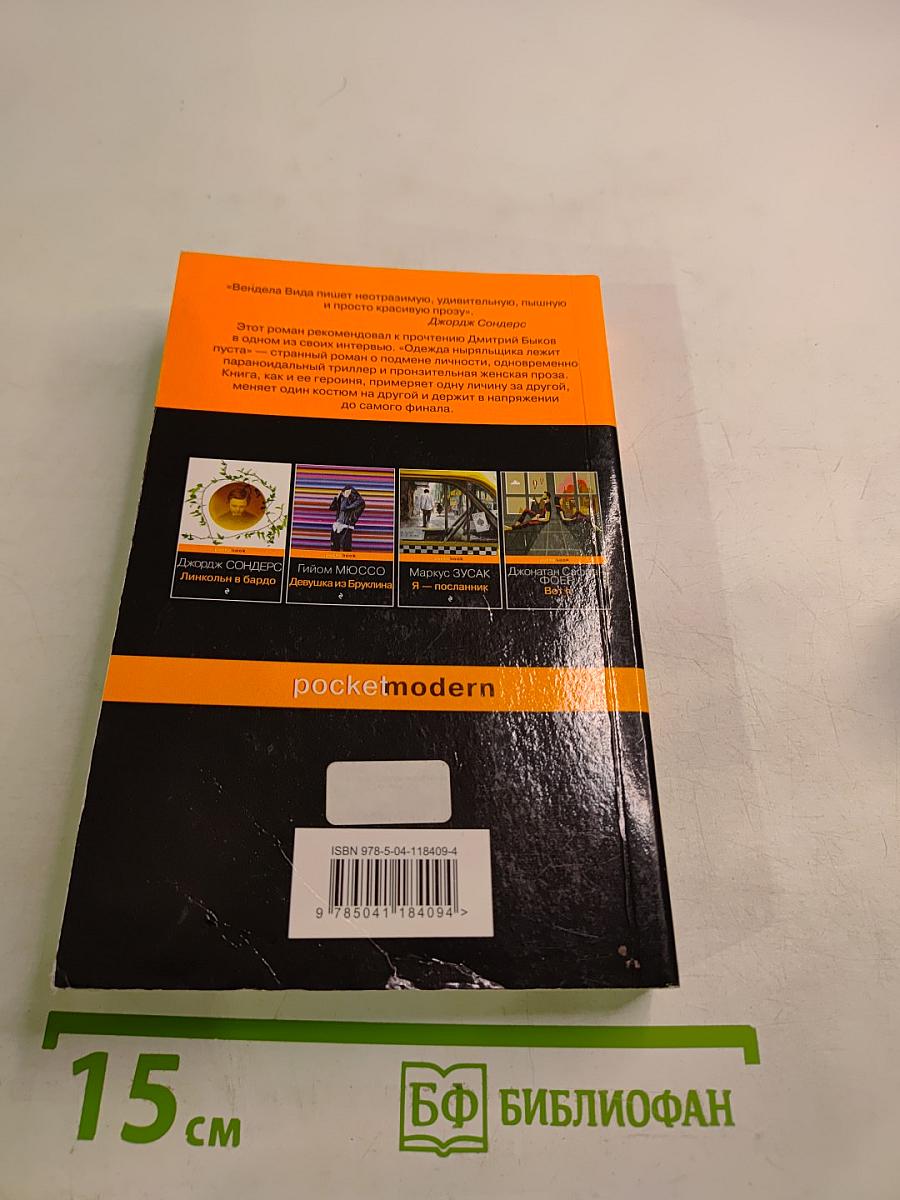 «Вендела Вида пишет неотразимую, удивительную, пышную
и просто красивую прозу».
Джордж Сондерс
Этот роман рекомендовал к прочтению Дмитрий Быков
в одном из своих интервью. «Одежда ныряльщика лежит
пуста» — странный роман о подмене личности, одновременно
параноидальный триллер и пронзительная женская проза.
Книга, как и ее героиня, примеряет одну личину за другой,
меняет один костюм на другой и держит в напряжении
до самого финала.
Джордж СОНДЕРС
Линкольн в бардо
Гийом МЮССО
Девушка из Бруклина
Маркус ЗУСАК
Я — посланник
Джонатан
ФОЕР
pocketmodern
ISBN 978-5-04-118409-4
9 785041 184094 >
15 см
БФ БИБЛИОФАН